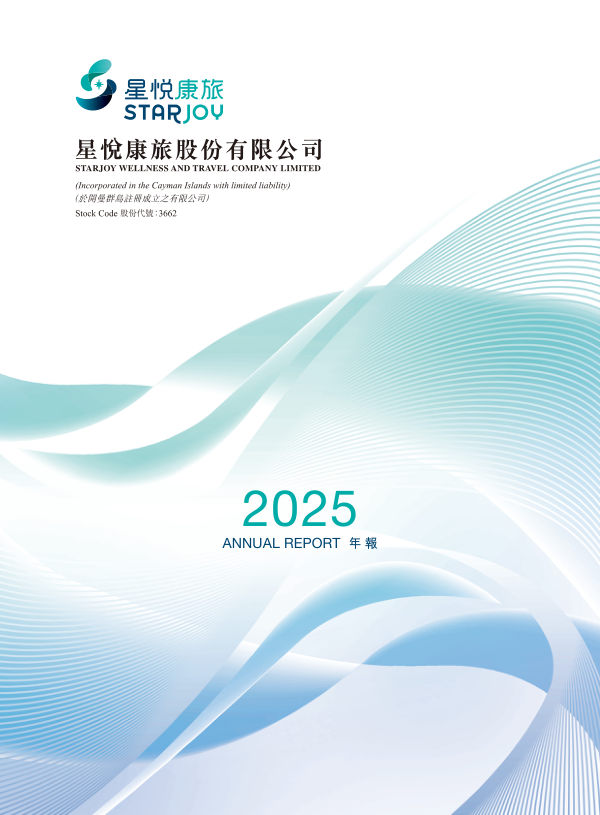 星悦康旅
STARJOY
星悅康旅股份有限公司
STARJOY WELLNESS AND TRAVEL COMPANY LIMITED
(Incorporated in the Cayman Islands with limited liability)
(於開曼群島註冊成立之有限公司)
Stock Code 股份代號：3662
2025
ANNUAL REPORT 年報